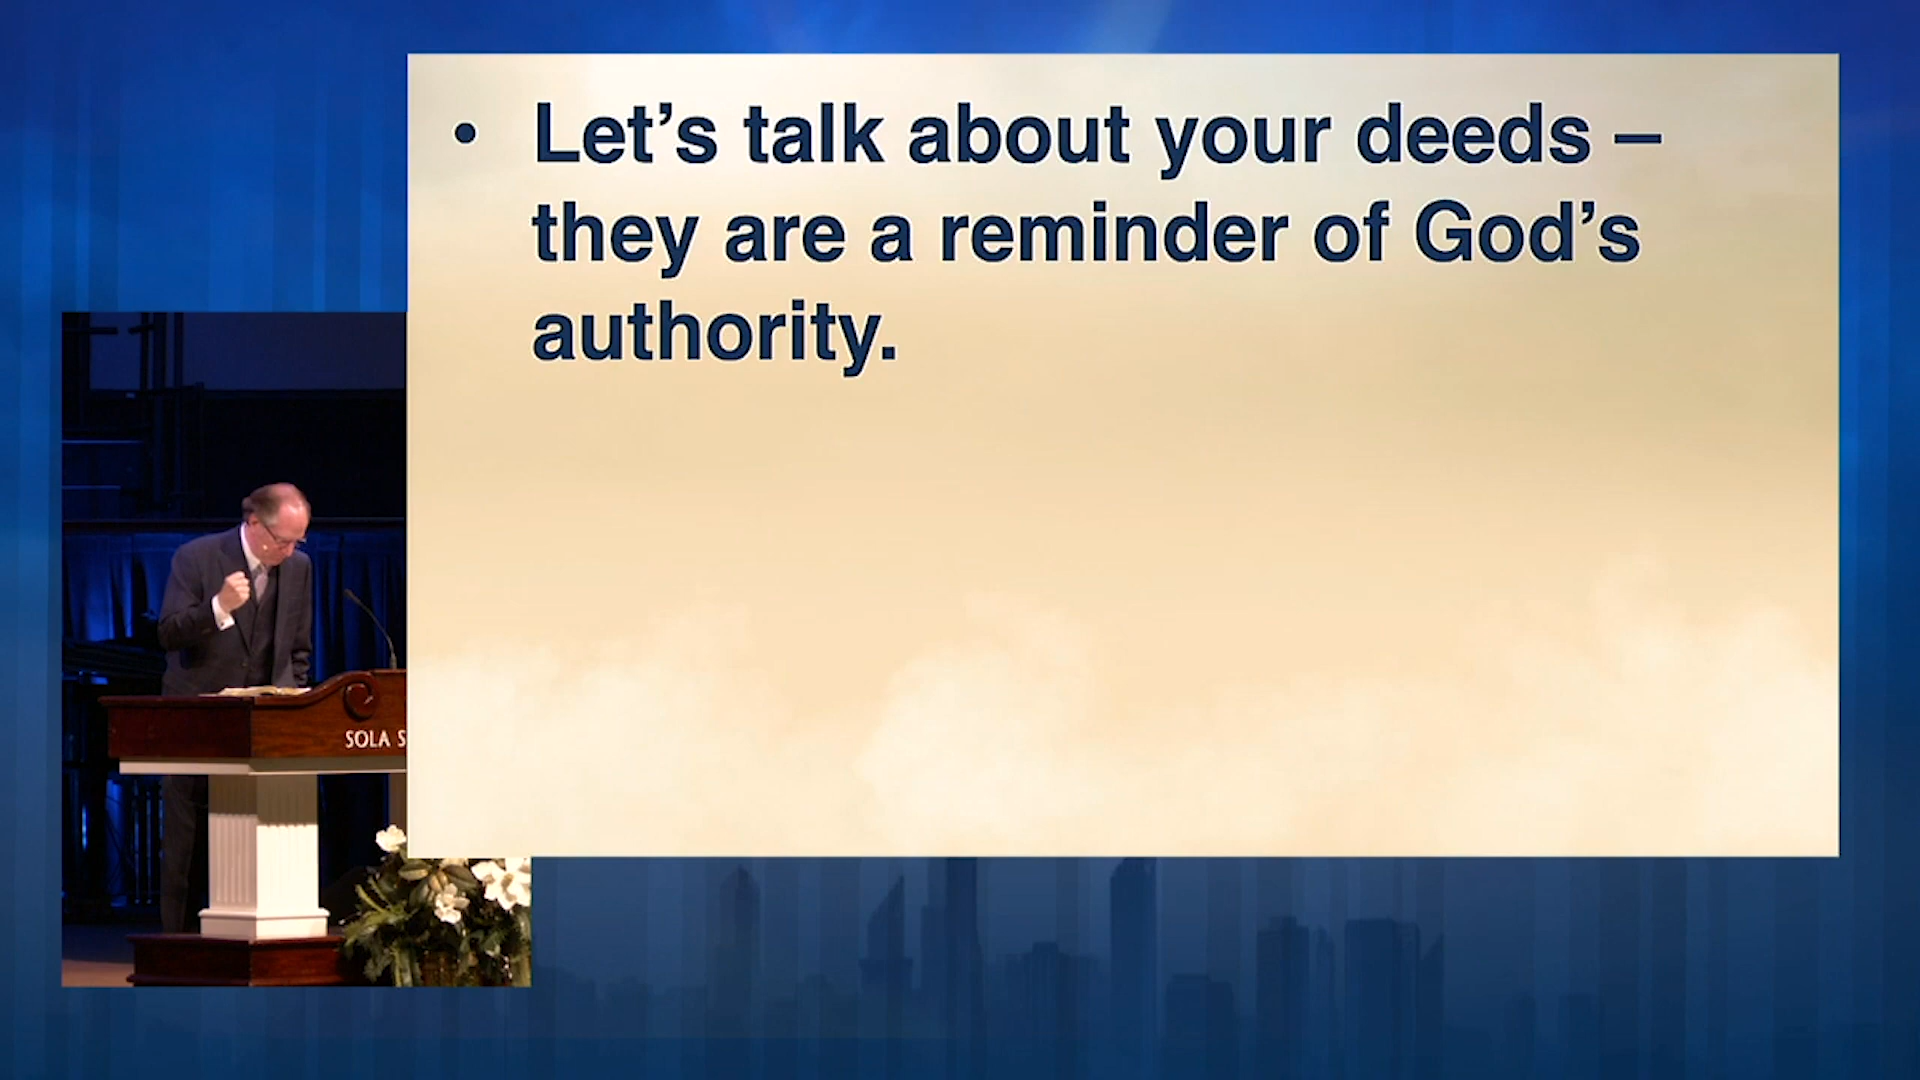 • Let’s talk about your deeds –
they are a reminder of God’s
authority.
SOLA S